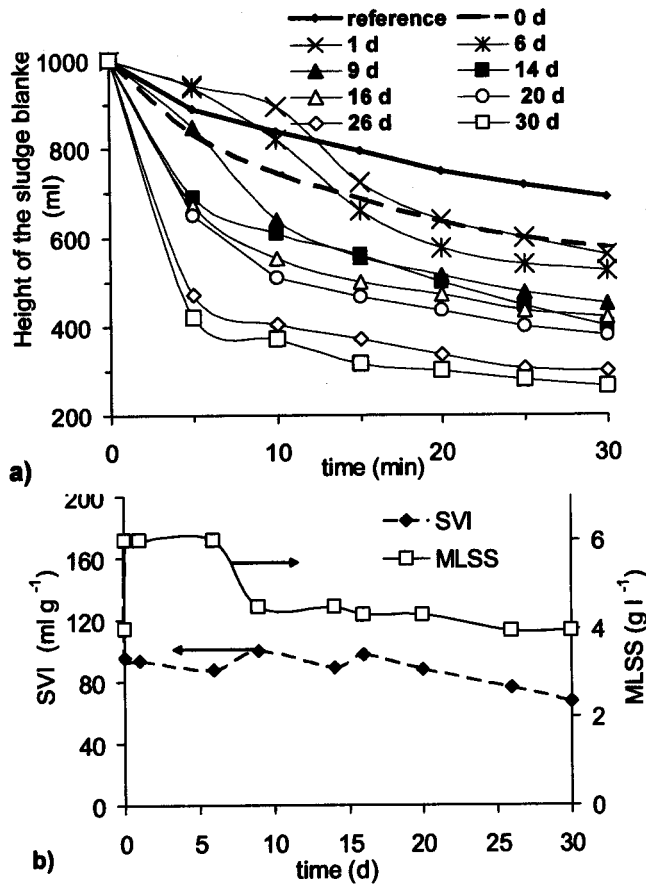 reference
0 d
1 d
6 d
9 d
14 d
16 d
20 d
26 d
30 d
Height of the sludge blanke
(ml)
1000
800
600
400
200
0
10
20
30
time (min)
a)
SVI
MLSS
SVI (ml g-1)
200
160
120
80
40
0
MLSS (g l-1)
6
4
2
0
0
5
10
15
20
25
30
time (d)
b)